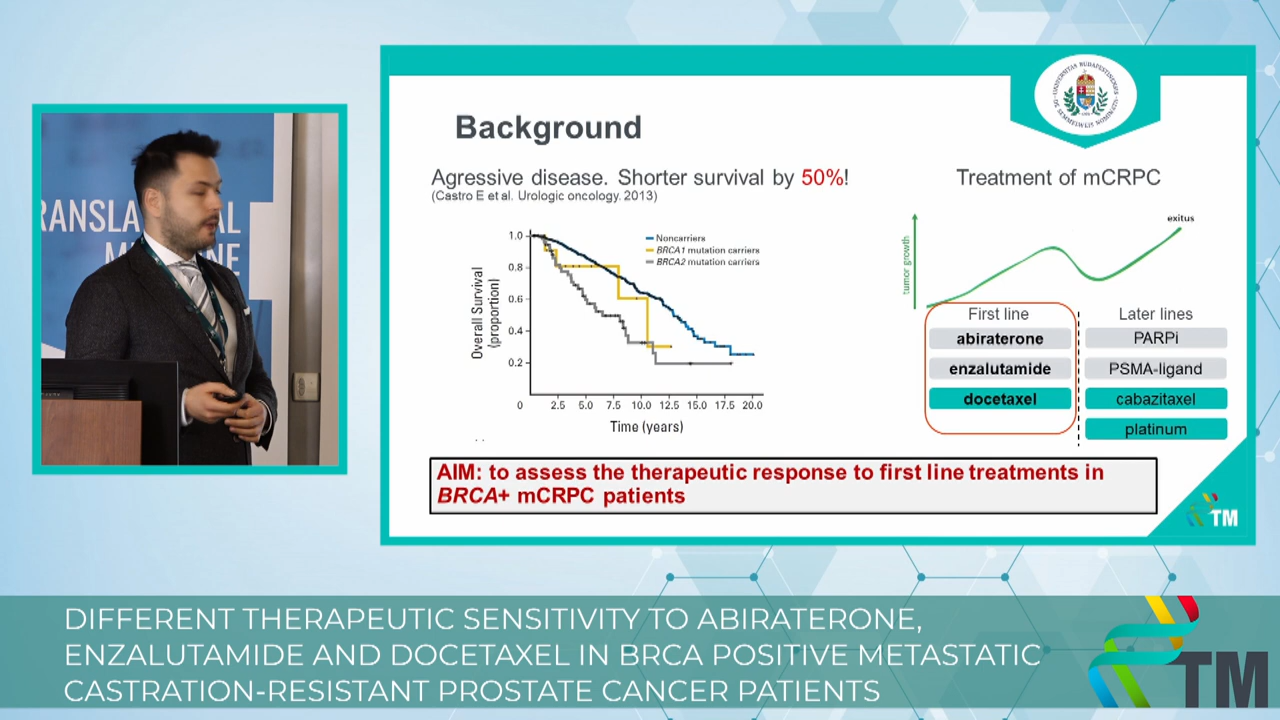 RANSLA AL
M NE
Background
Agressive disease. Shorter survival by 50%!
(Castro E et al. Urologic oncology. 2013)
1.0
0.8
0.6
0.4
0.2
0 2.5 5.0 7.5 10.0 12.5 15.0 17.5 20.0
Overall Survival
(proportion)
Time (years)
Noncarriers
BRCA1 mutation carriers
BRCA2 mutation carriers
Treatment of mCRPC
exitus
tumor growth
First line
abiraterone
enzalutamide
docetaxel
Later lines
PARPi
PSMA-ligand
cabazitaxel
platinum
AIM: to assess the therapeutic response to first line treatments in
BRCA+ mCRPC patients
TM
DIFFERENT THERAPEUTIC SENSITIVITY TO ABIRATERONE,
ENZALUTAMIDE AND DOCETAXEL IN BRCA POSITIVE METASTATIC
CASTRATION-RESISTANT PROSTATE CANCER PATIENTS
TM